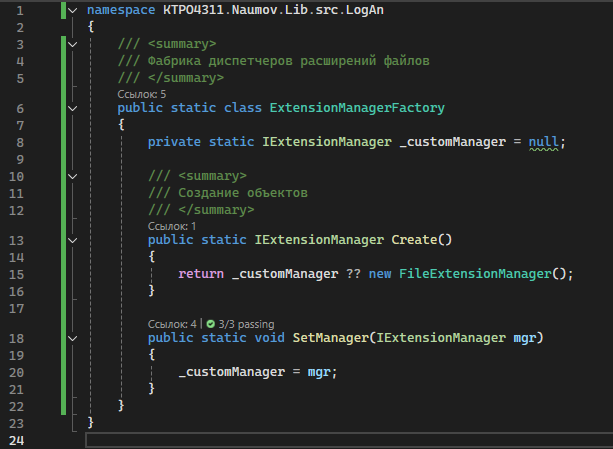 1 namespace КТРО4311.Naumov.Lib.src.LogAn
2 {
3 /// <summary>
4 /// Фабрика диспетчеров расширений файлов
5 /// </summary>
Ссылок: 5
6 public static class ExtensionManagerFactory
7 {
8 private static IExtensionManager _customManager = null;
9
10 /// <summary>
11 /// Создание объектов
12 /// </summary>
Ссылок: 1
13 public static IExtensionManager Create()
14 {
15 return _customManager ?? new FileExtensionManager();
16 }
17
Ссылок: 4 | 3/3 passing
18 public static void SetManager(IExtensionManager mgr)
19 {
20 _customManager = mgr;
21 }
22 }
23 }
24